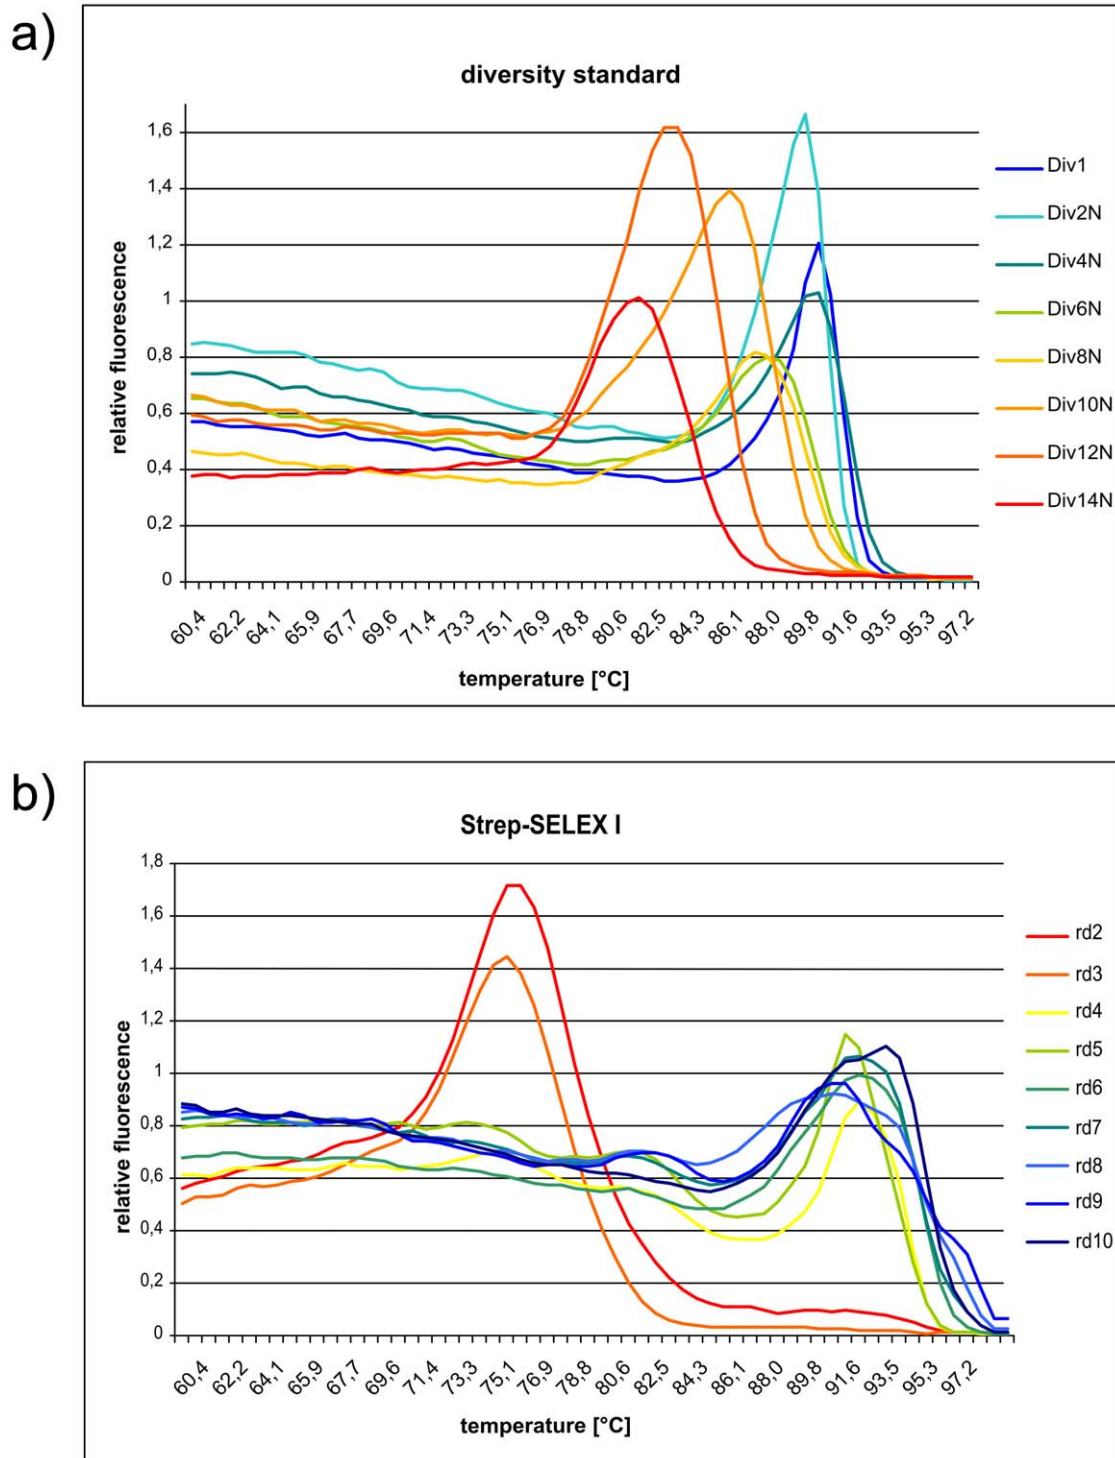 a)
diversity standard
relative fluorescence
1,6
1,4
1,2
1
0,8
0,6
0,4
0,2
0
60,4 62,2 64,1 65,9 67,7 69,6 71,4 73,3 75,1 76,9 78,8 80,6 82,5 84,3 86,1 88,0 89,8 91,6 93,5 95,3 97,2
temperature [°C]
Div1
Div2N
Div4N
Div6N
Div8N
Div10N
Div12N
Div14N
b)
Strep-SELEX I
relative fluorescence
1,8
1,6
1,4
1,2
1
0,8
0,6
0,4
0,2
0
60,4 62,2 64,1 65,9 67,7 69,6 71,4 73,3 75,1 76,9 78,8 80,6 82,5 84,3 86,1 88,0 89,8 91,6 93,5 95,3 97,2
temperature [°C]
rd2
rd3
rd4
rd5
rd6
rd7
rd8
rd9
rd10